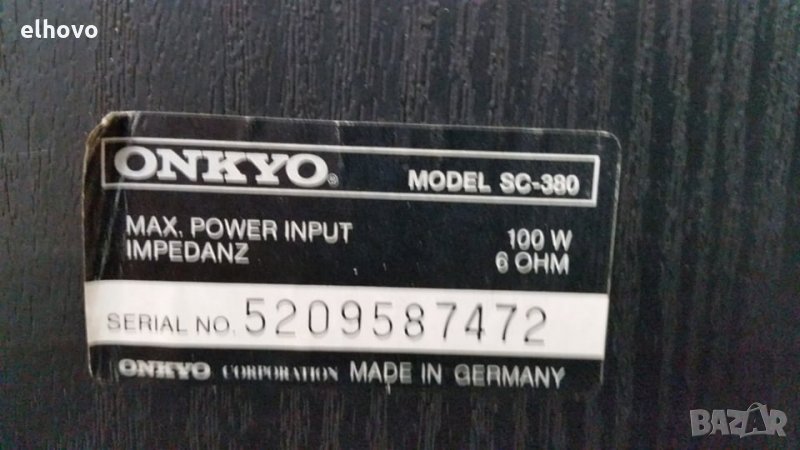 elhovo
ONKYO® MODEL SC-380
MAX. POWER INPUT 100 W
IMPEDANZ 6 OHM
SERIAL NO. 5209587472
ONKYO CORPORATION MADE IN GERMANY
BAZAR